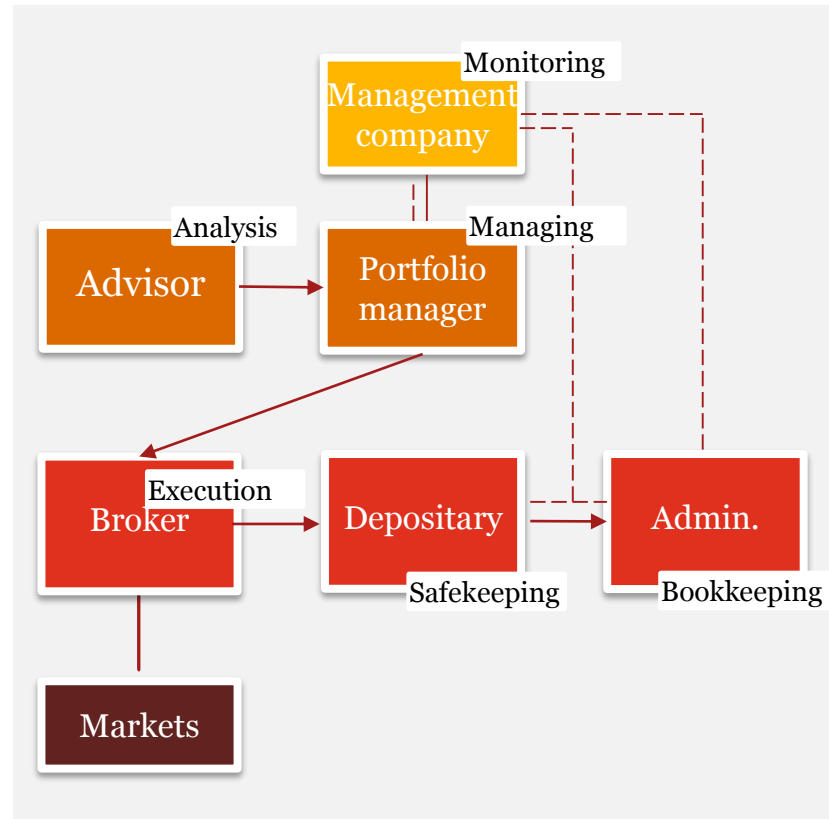 Monitoring
Management
company
Analysis
Managing
Advisor
Portfolio
manager
Execution
Broker
Depositary
Admin.
Safekeeping
Bookkeeping
Markets